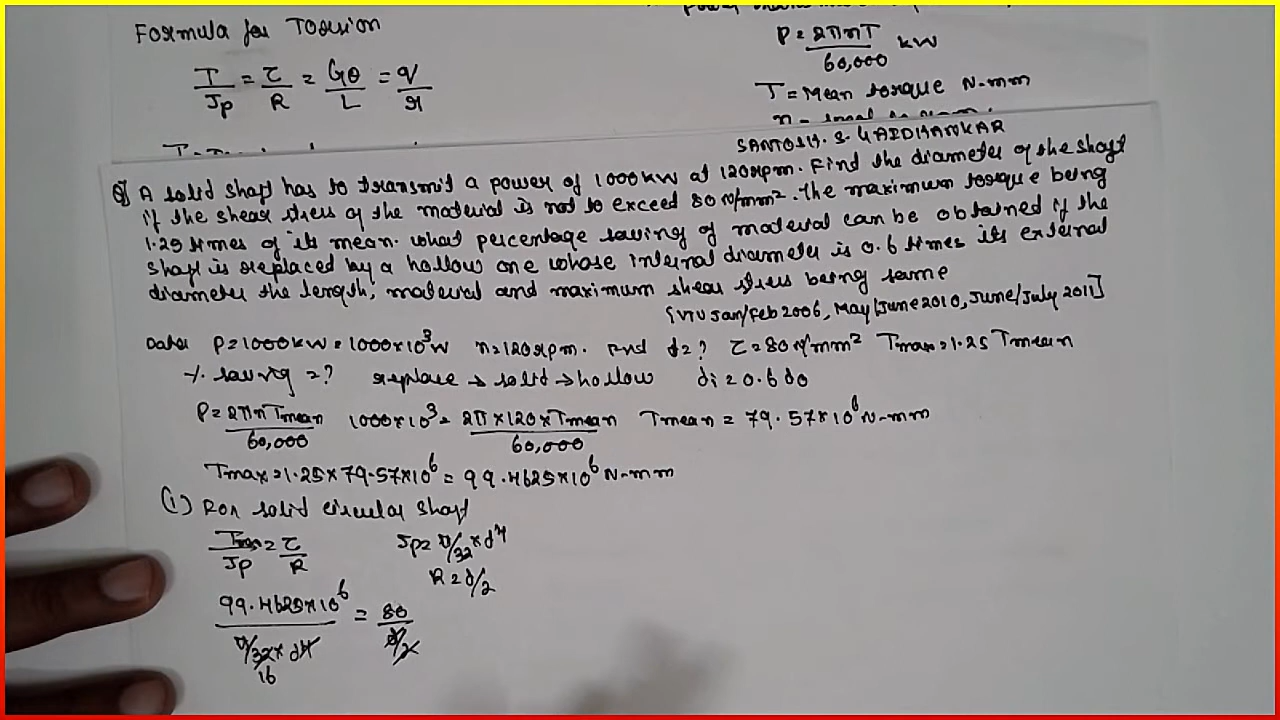 Formula for Torsion
P = 2πnT / 60,000 kW
T/Jp = τ/R = Gθ/L = q/r
T = Mean torque N-mm
SANTOSH. S. GAIDHANKAR
Q) A solid shaft has to transmit a power of 1000kW at 120rpm. Find the diameter of the shaft
if the shear stress of the material is not to exceed 80 N/mm². The maximum torque being
1.25 times of its mean. What percentage saving of material can be obtained if the
shaft is replaced by a hollow one whose internal diameter is 0.6 times its external
diameter the length, material and maximum shear stress being same
[VTU Jan/Feb 2006, May/June 2010, June/July 2011]
Data: P=1000kW = 1000×10³W n=120rpm. Find d=? τ=80 N/mm² Tmax=1.25 Tmean
% saving =? replace → solid → hollow di=0.6do
P = 2πn Tmean / 60,000 1000×10³ = 2π×120×Tmean / 60,000 Tmean = 79.57×10⁶ N-mm
Tmax = 1.25×79.57×10⁶ = 99.4625×10⁶ N-mm
(i) For solid circular shaft
Tmax/Jp = τ/R Jp = π/32 × d⁴
R = d/2
99.4625×10⁶ / π/32 × d⁴ = 80 / d/2
16